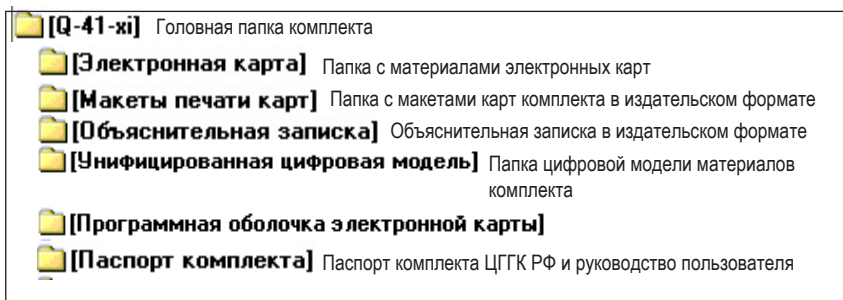 [Q-41-xi] Головная папка комплекта
[Электронная карта] Папка с материалами электронных карт
[Макеты печати карт] Папка с макетами карт комплекта в издательском формате
[Объяснительная записка] Объяснительная записка в издательском формате
[Унифицированная цифровая модель] Папка цифровой модели материалов
комплекта
[Программная оболочка электронной карты]
[Паспорт комплекта] Паспорт комплекта ЦГГК РФ и руководство пользователя